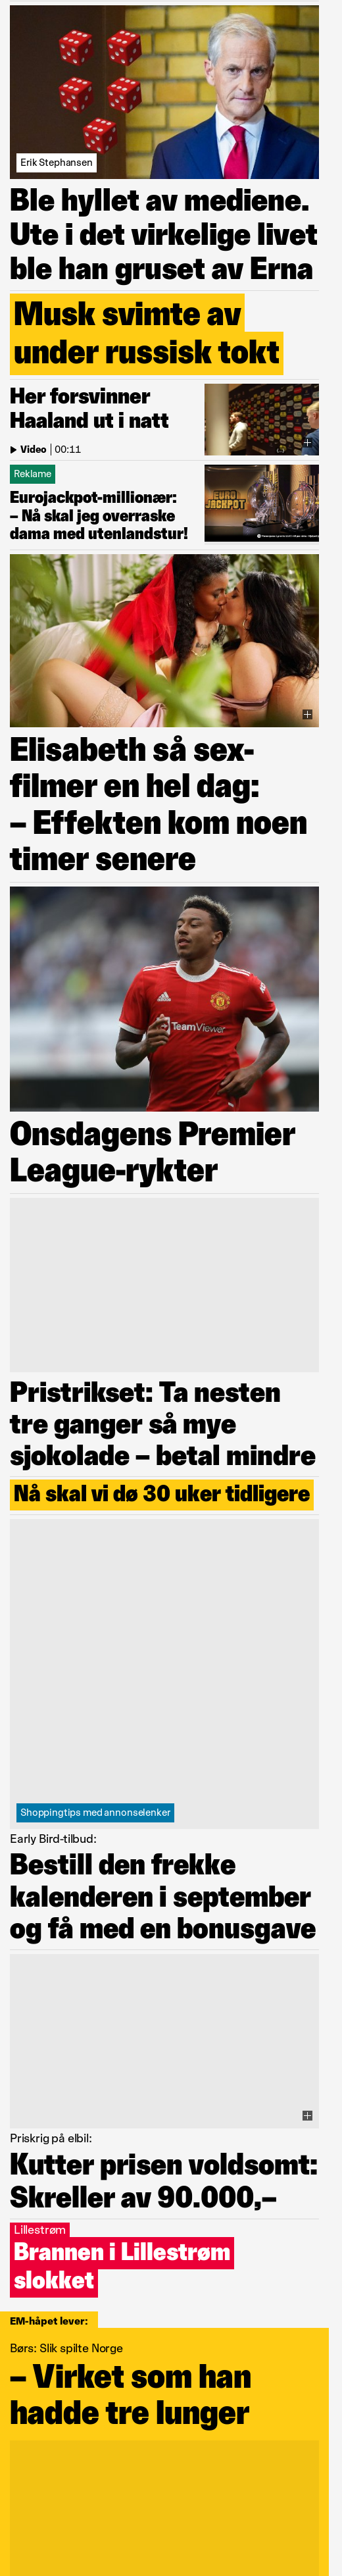 Erik Stephansen
Ble hyllet av mediene.
Ute i det virkelige livet
ble han gruset av Erna
Musk svimte av
under russisk tokt
Her forsvinner
Haaland ut i natt
Video | 00:11
Reklame
Eurojackpot-millionær:
– Nå skal jeg overraske
dama med utenlandstur!
EURO
JACKPOT
Elisabeth så sex-
filmer en hel dag:
– Effekten kom noen
timer senere
TeamViewer
Onsdagens Premier
League-rykter
Pristrikset: Ta nesten
tre ganger så mye
sjokolade – betal mindre
Nå skal vi dø 30 uker tidligere
Shoppingtips med annonselenker
Early Bird-tilbud:
Bestill den frekke
kalenderen i september
og få med en bonusgave
Priskrig på elbil:
Kutter prisen voldsomt:
Skreller av 90.000,–
Lillestrøm
Brannen i Lillestrøm
slokket
EM-håpet lever:
Børs: Slik spilte Norge
– Virket som han
hadde tre lunger